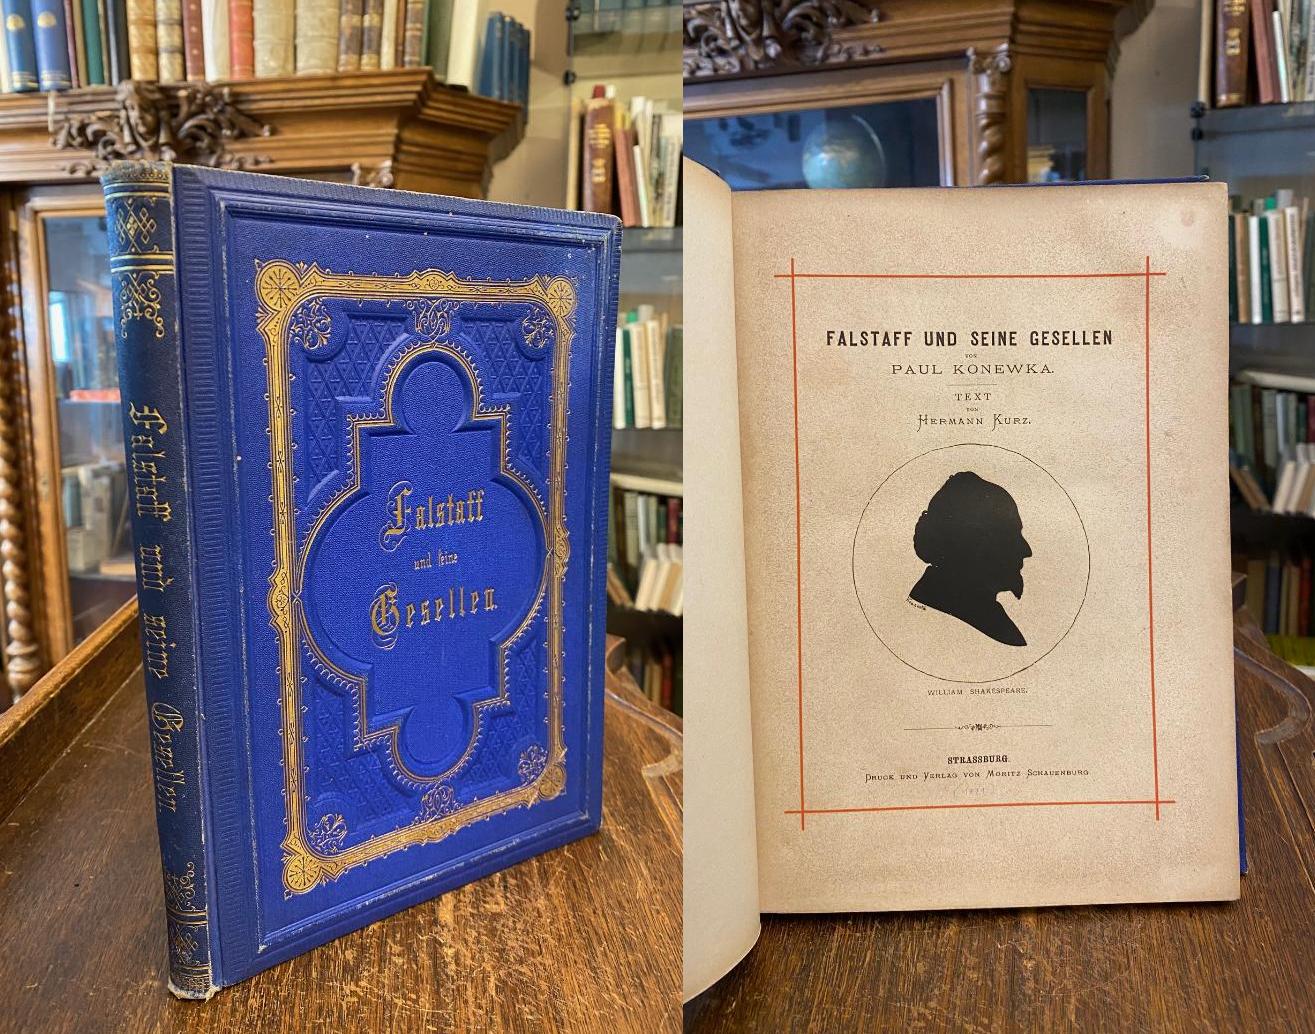 Falstaff und seine Gesellen
Falstaff
und seine
Gesellen.
FALSTAFF UND SEINE GESELLEN
VON
PAUL KONEWKA.
TEXT
VON
HERMANN KURZ.
WILLIAM SHAKESPEARE.
STRASSBURG.
DRUCK UND VERLAG VON MORITZ SCHAUENBURG